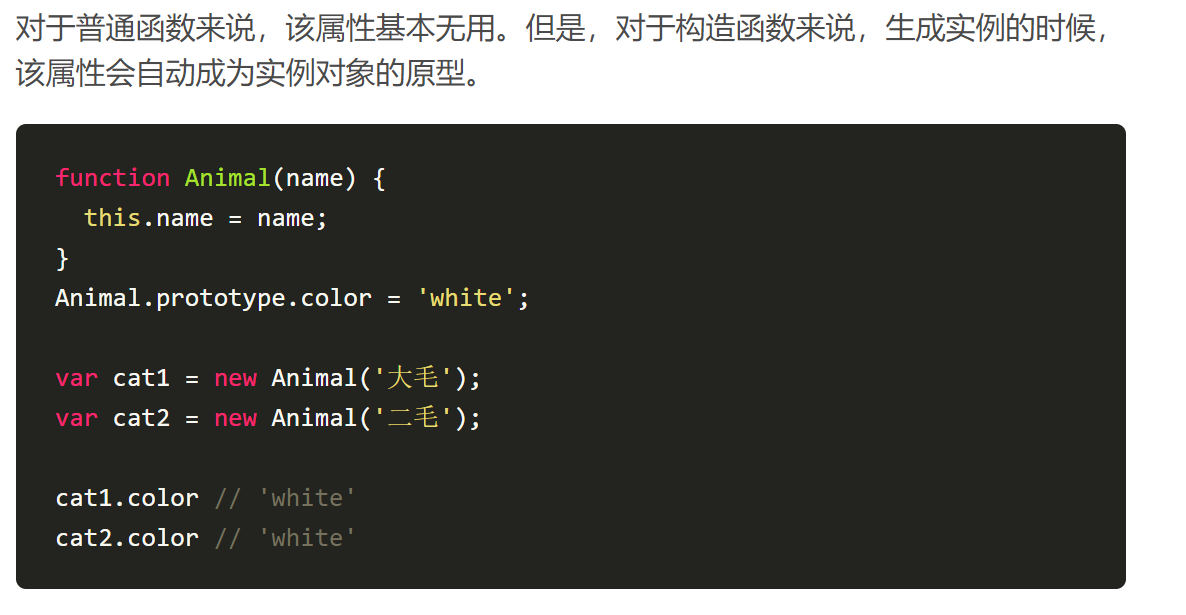 对于普通函数来说，该属性基本无用。但是，对于构造函数来说，生成实例的时候，
该属性会自动成为实例对象的原型。
function Animal(name) {
  this.name = name;
}
Animal.prototype.color = 'white';
var cat1 = new Animal('大毛');
var cat2 = new Animal('二毛');
cat1.color // 'white'
cat2.color // 'white'